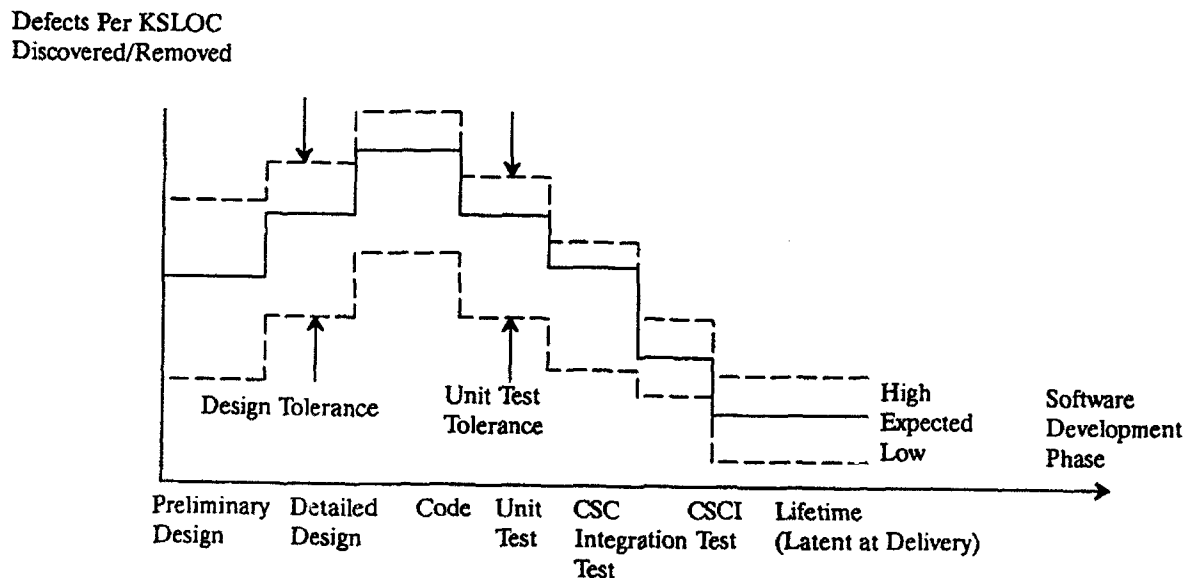 Defects Per KSLOC
Discovered/Removed
Design Tolerance
Unit Test
Tolerance
High
Expected
Low
Software
Development
Phase
Preliminary
Design
Detailed
Design
Code
Unit
Test
CSC
Integration
Test
CSCI
Test
Lifetime
(Latent at Delivery)